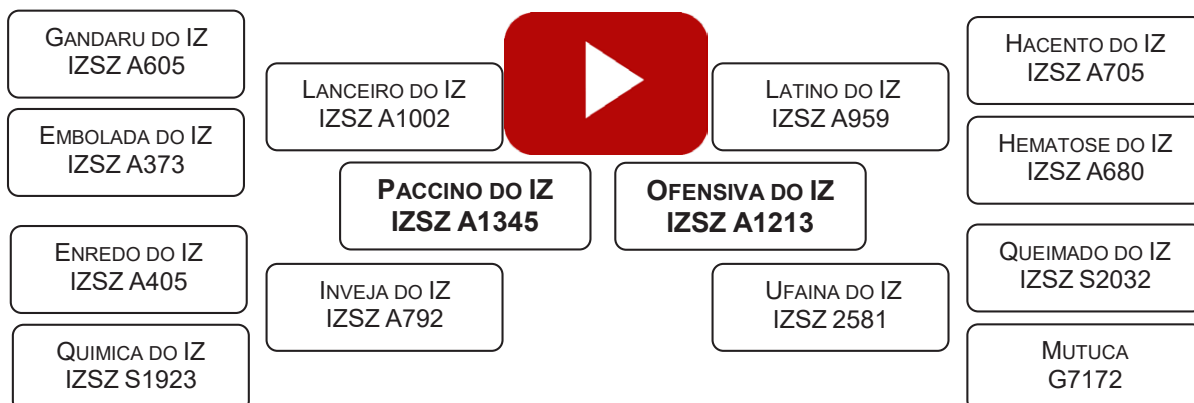 GANDARU DO IZ
IZSZ A605
EMBOLADA DO IZ
IZSZ A373
ENREDO DO IZ
IZSZ A405
QUIMICA DO IZ
IZSZ S1923
LANCEIRO DO IZ
IZSZ A1002
INVEJA DO IZ
IZSZ A792
PACCINO DO IZ
IZSZ A1345
OFENSIVA DO IZ
IZSZ A1213
LATINO DO IZ
IZSZ A959
UFAINA DO IZ
IZSZ 2581
HACENTO DO IZ
IZSZ A705
HEMATOSE DO IZ
IZSZ A680
QUEIMADO DO IZ
IZSZ S2032
MUTUCA
G7172